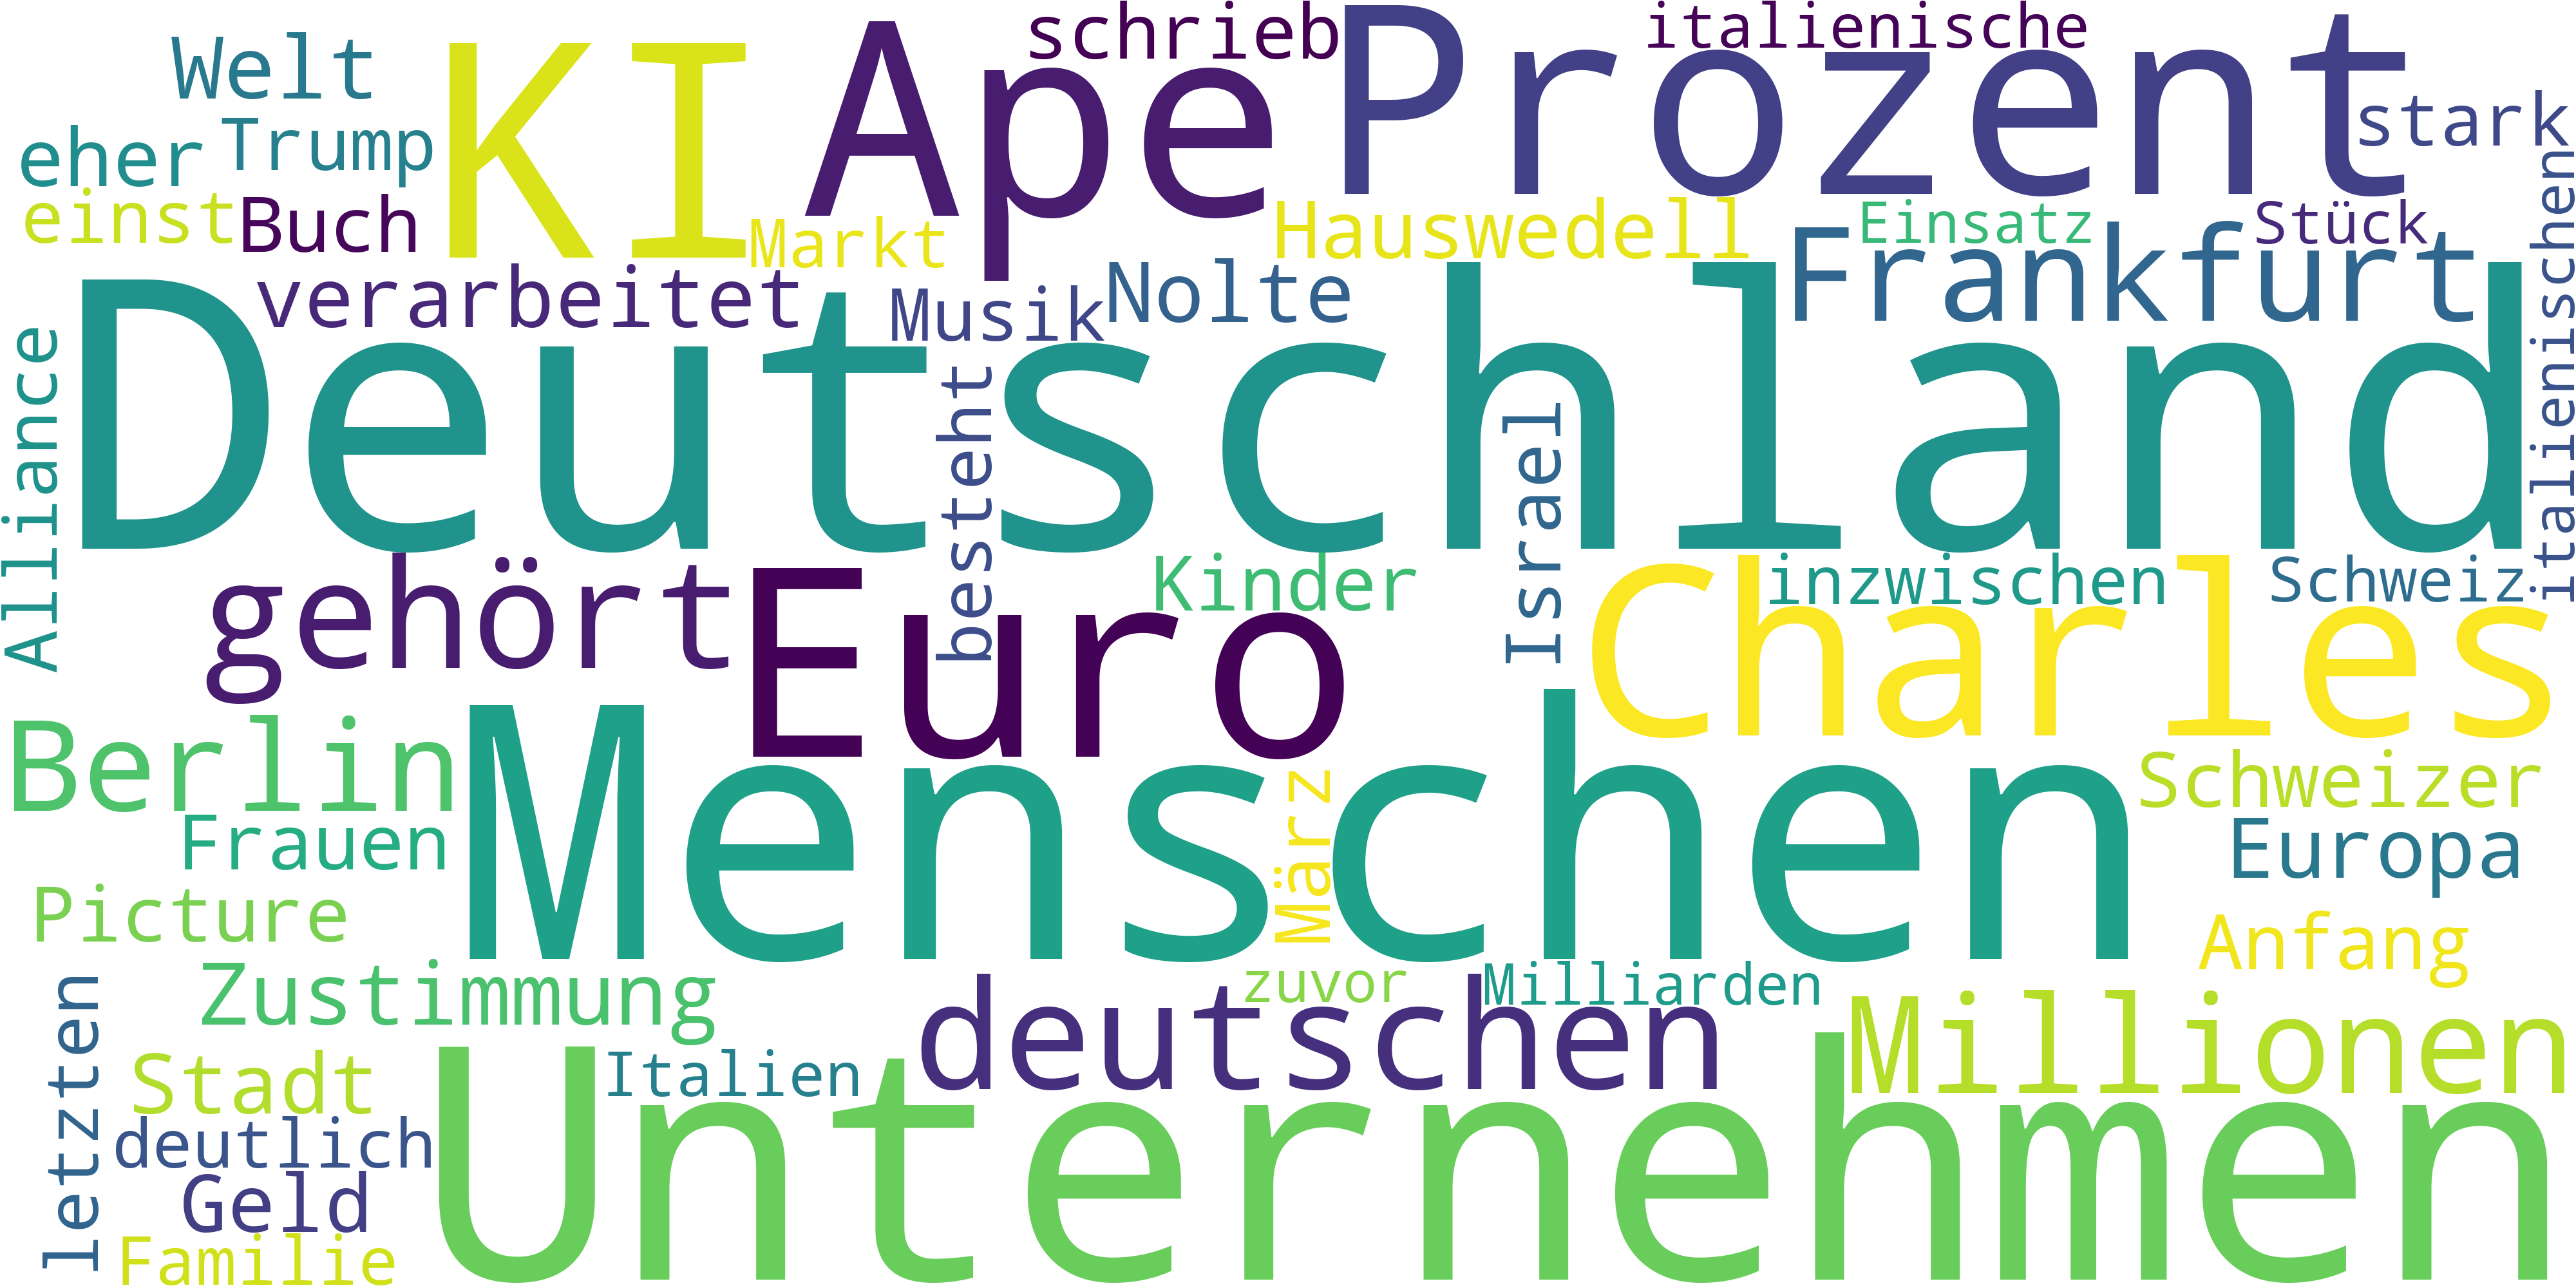 schrieb
italienische
Welt
KI
Ape
Prozent
stark
eher
Trump
einst
Buch
Markt
Hauswedell
Einsatz
Stück
italienischen
verarbeitet
Musik
Nolte
Frankfurt
Alliance
Deutschland
besteht
Israel
gehört
Euro
Kinder
inzwischen
Schweiz
Charles
Berlin
Menschen
Schweizer
Frauen
März
Europa
Picture
Anfang
Zustimmung
zuvor
Milliarden
letzten
deutschen
Millionen
Stadt
Italien
deutlich
Unternehmen
Geld
Familie